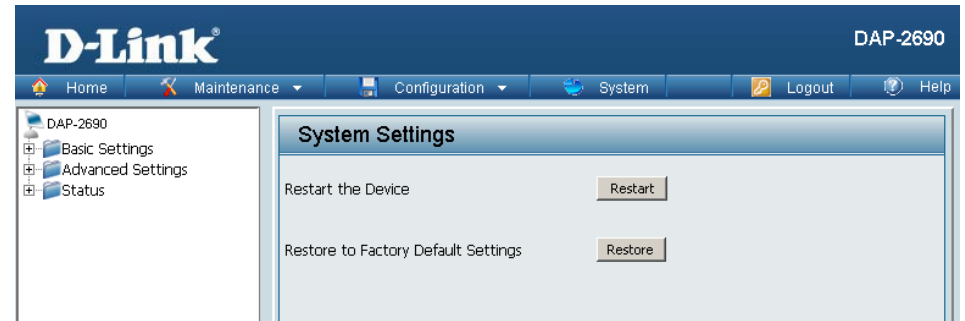 D-Link
DAP-2690
Home Maintenance Configuration System Logout Help
DAP-2690
Basic Settings
Advanced Settings
Status
System Settings
Restart the Device Restart
Restore to Factory Default Settings Restore